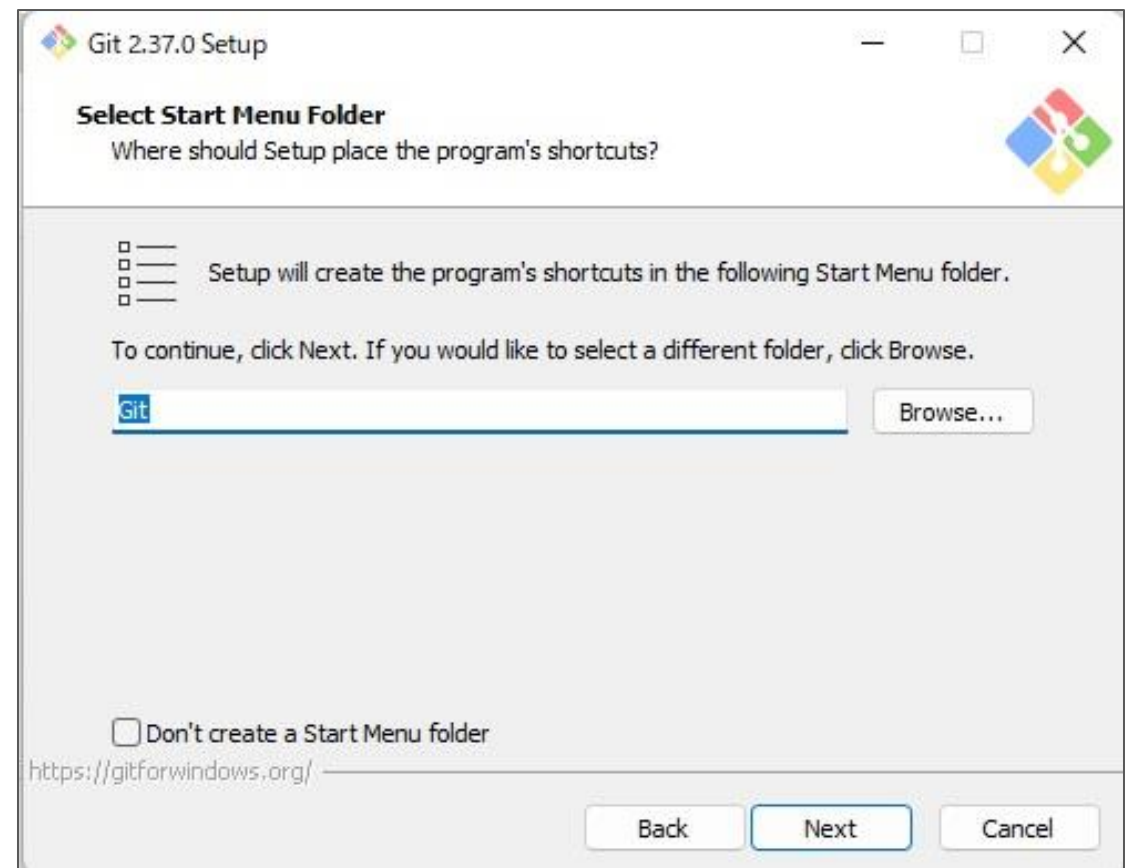 Git 2.37.0 Setup
Select Start Menu Folder
Where should Setup place the program's shortcuts?
Setup will create the program's shortcuts in the following Start Menu folder.
To continue, click Next. If you would like to select a different folder, click Browse.
Git
Browse...
Don't create a Start Menu folder
https://gitforwindows.org/
Back
Next
Cancel